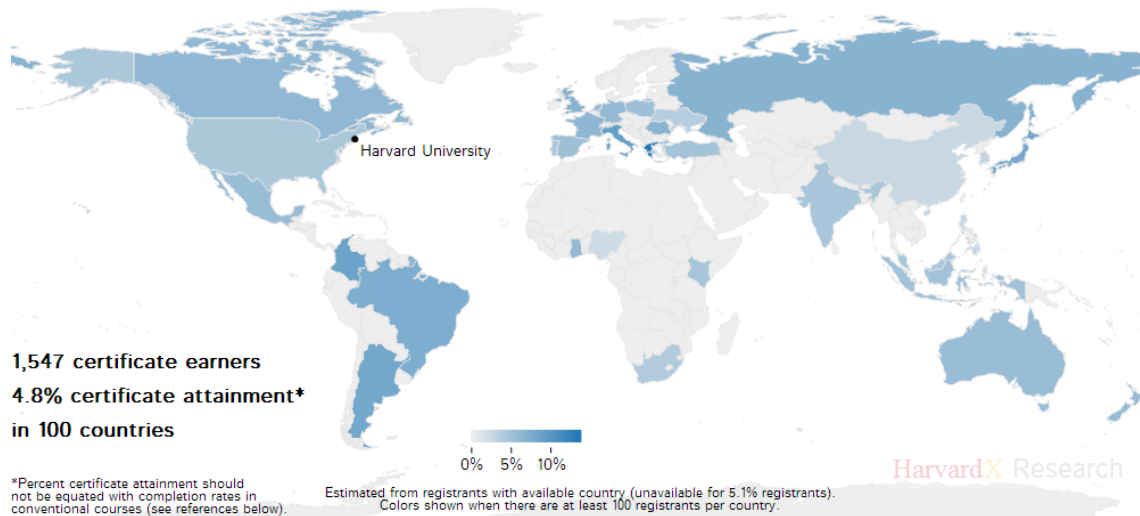 Harvard University
1,547 certificate earners
4.8% certificate attainment*
in 100 countries
0% 5% 10%
HarvardX Research
*Percent certificate attainment should
not be equated with completion rates in
conventional courses (see references below).
Estimated from registrants with available country (unavailable for 5.1% registrants).
Colors shown when there are at least 100 registrants per country.